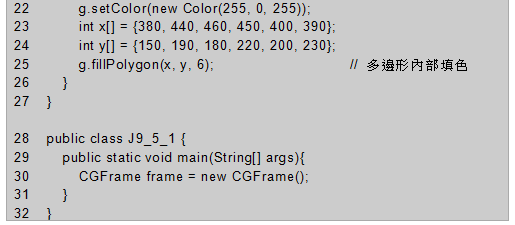 22 g.setColor(new Color(255, 0, 255));
23 int x[] = {380, 440, 460, 450, 400, 390};
24 int y[] = {150, 190, 180, 220, 200, 230};
25 g.fillPolygon(x, y, 6); // 多邊形內部填色
26 }
27 }
28 public class J9_5_1 {
29 public static void main(String[] args){
30 CGFrame frame = new CGFrame();
31 }
32 }